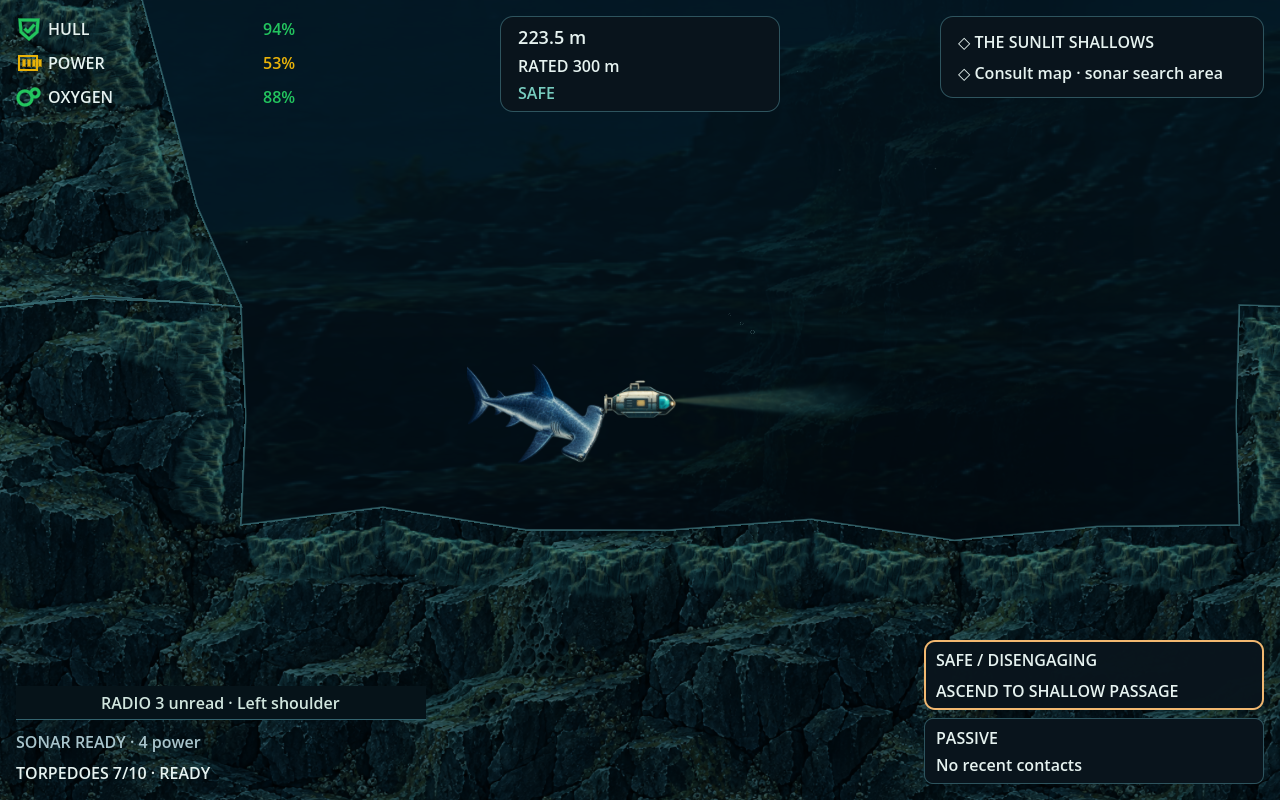 HULL 94%
POWER 53%
OXYGEN 88%
223.5 m
RATED 300 m
SAFE
◇ THE SUNLIT SHALLOWS
◇ Consult map · sonar search area
RADIO 3 unread · Left shoulder
SONAR READY · 4 power
TORPEDOES 7/10 · READY
SAFE / DISENGAGING
ASCEND TO SHALLOW PASSAGE
PASSIVE
No recent contacts